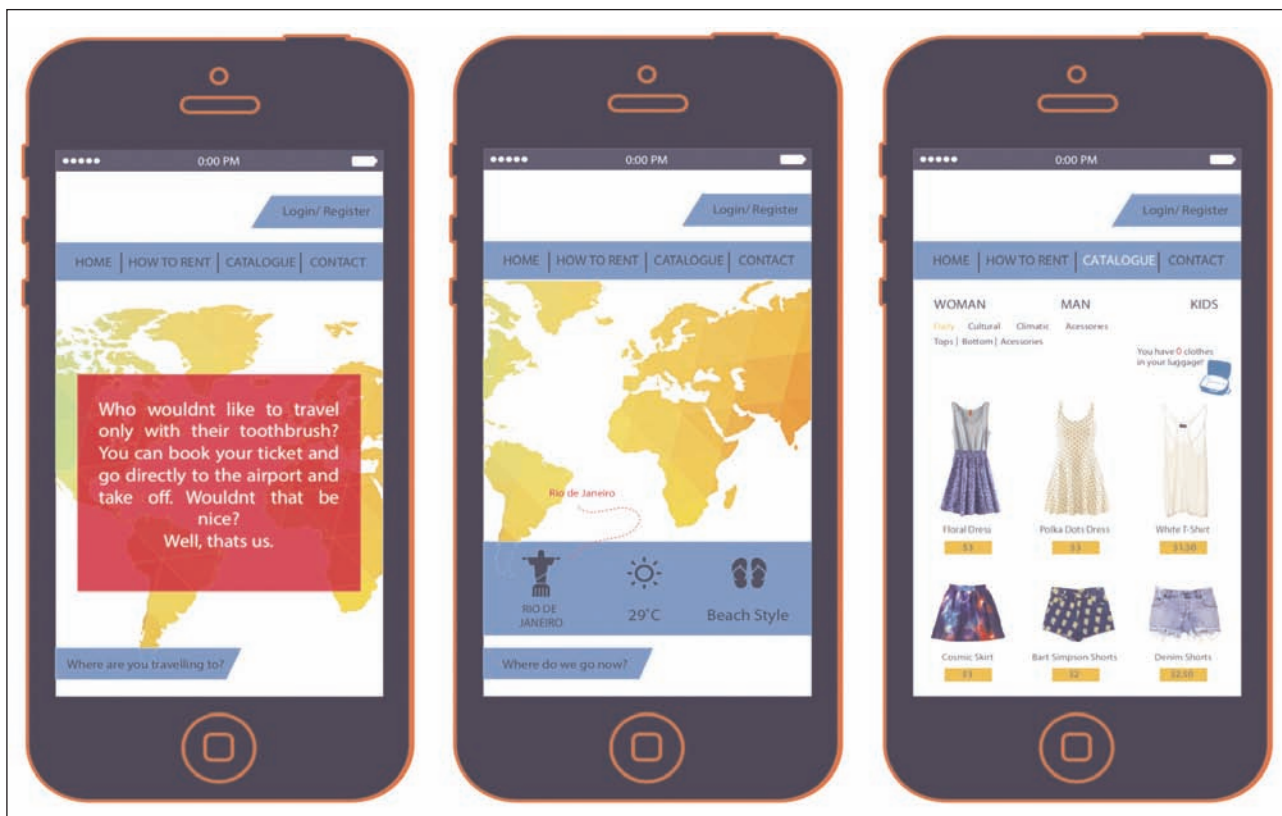 0:00 PM
Login/ Register
HOME | HOW TO RENT | CATALOGUE | CONTACT
Who wouldnt like to travel
only with their toothbrush?
You can book your ticket and
go directly to the airport and
take off. Wouldnt that be
nice?
Well, thats us.
Where are you travelling to?
0:00 PM
Login/ Register
HOME | HOW TO RENT | CATALOGUE | CONTACT
Rio de Janeiro
RIO DE
JANEIRO
29°C
Beach Style
Where do we go now?
0:00 PM
Login/ Register
HOME | HOW TO RENT | CATALOGUE | CONTACT
WOMAN MAN KIDS
Daily Cultural Climatic Acessories
Tops | Bottom | Acessories
You have 0 clothes
in your luggage!
Floral Dress Polka Dots Dress White T-Shirt
$3 $3 $1.50
Cosmic Skirt Bart Simpson Shorts Denim Shorts
$3 $2 $2.50